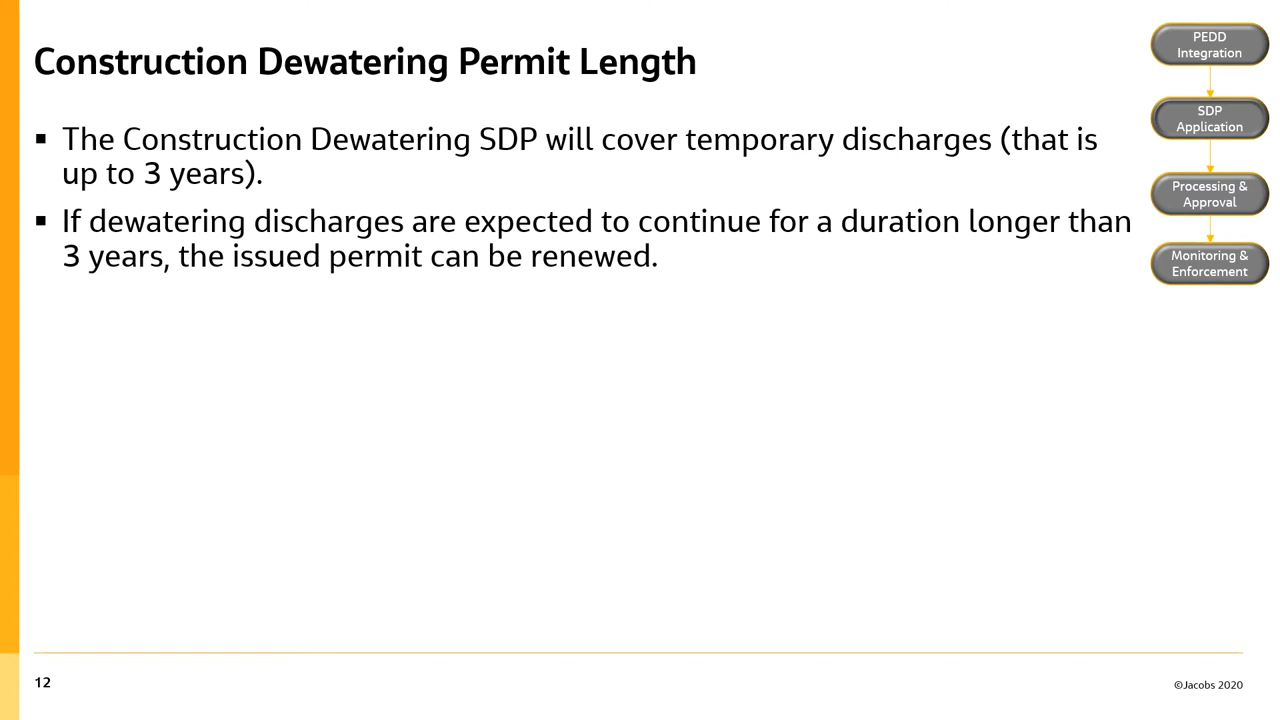 Construction Dewatering Permit Length
▪ The Construction Dewatering SDP will cover temporary discharges (that is
up to 3 years).
▪ If dewatering discharges are expected to continue for a duration longer than
3 years, the issued permit can be renewed.
PEDD
Integration
SDP
Application
Processing &
Approval
Monitoring &
Enforcement
12
©Jacobs 2020